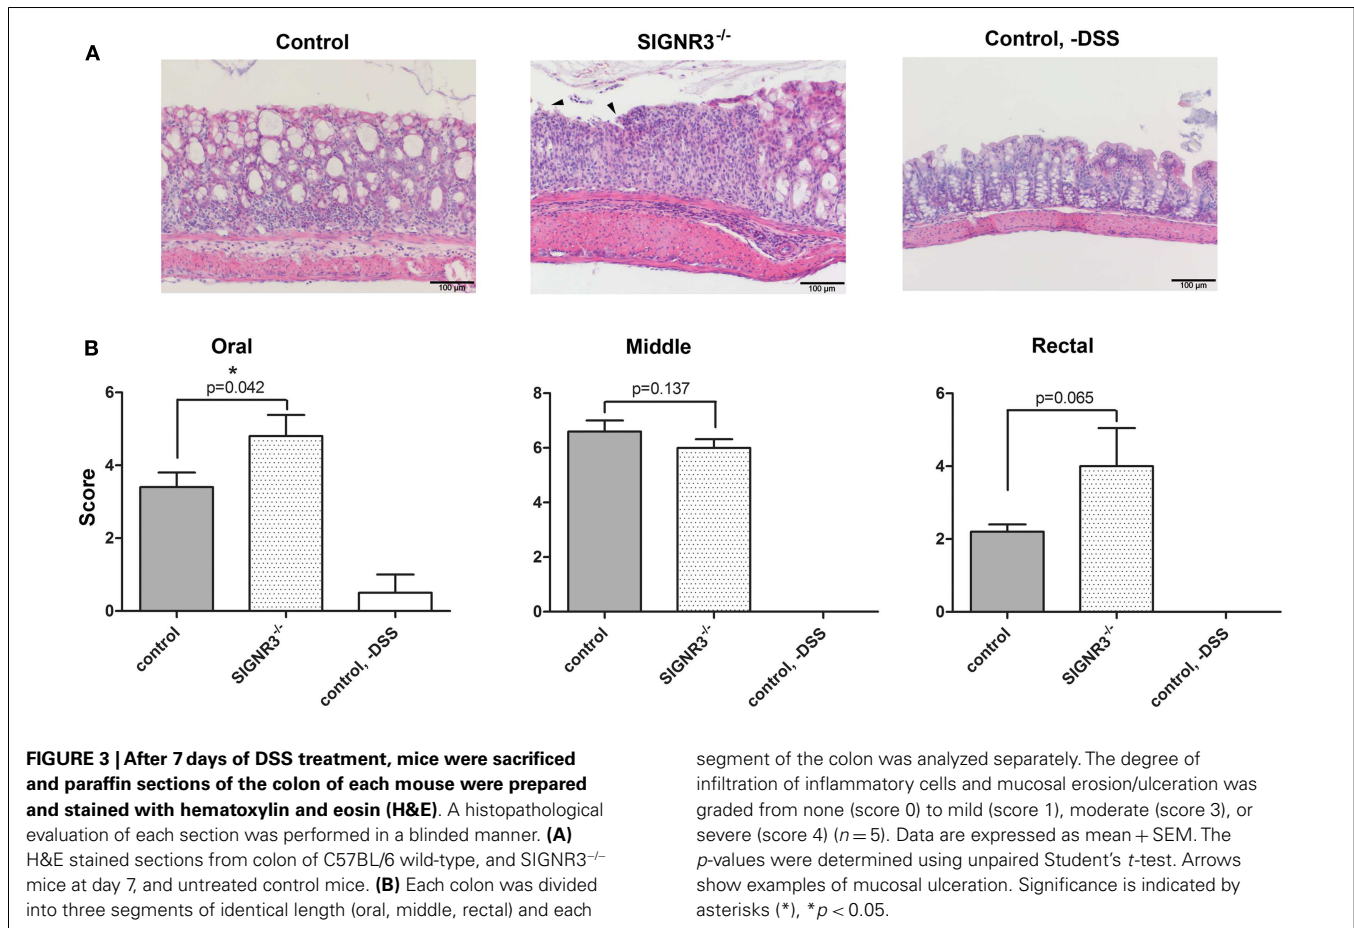 A
Control
SIGNR3-/-
Control, -DSS
100 µm
100 µm
100 µm
B
Oral
*
p=0.042
Score
6
4
2
0
control
SIGNR3-/-
control, -DSS
Middle
p=0.137
8
6
4
2
0
control
SIGNR3-/-
control, -DSS
Rectal
p=0.065
6
4
2
0
control
SIGNR3-/-
control, -DSS
FIGURE 3 | After 7 days of DSS treatment, mice were sacrificed
and paraffin sections of the colon of each mouse were prepared
and stained with hematoxylin and eosin (H&E). A histopathological
evaluation of each section was performed in a blinded manner. (A)
H&E stained sections from colon of C57BL/6 wild-type, and SIGNR3−/−
mice at day 7, and untreated control mice. (B) Each colon was divided
into three segments of identical length (oral, middle, rectal) and each
segment of the colon was analyzed separately. The degree of
infiltration of inflammatory cells and mucosal erosion/ulceration was
graded from none (score 0) to mild (score 1), moderate (score 3), or
severe (score 4) (n = 5). Data are expressed as mean + SEM. The
p-values were determined using unpaired Student's t-test. Arrows
show examples of mucosal ulceration. Significance is indicated by
asterisks (*), *p < 0.05.